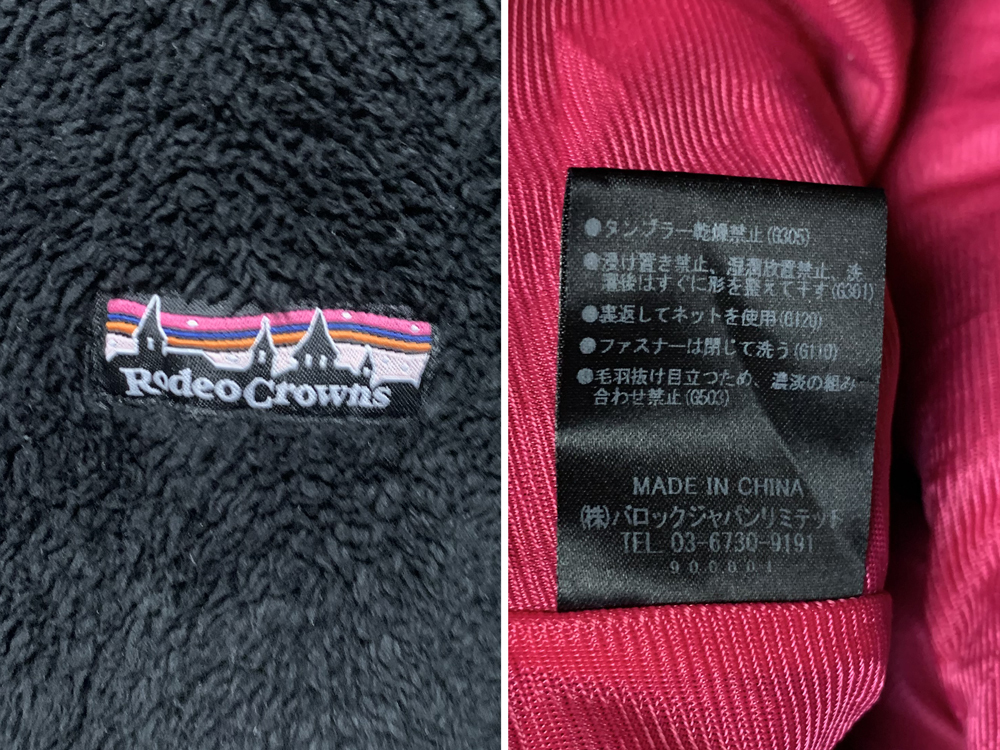 Rodeo Crowns
●タンブラー乾燥禁止(G305)
●浸け置き禁止、湿潤放置禁止、洗
濯後はすぐに形を整えて干す(G301)
●裏返してネットを使用(G120)
●ファスナーは閉じて洗う(G110)
●毛羽抜け目立つため、濃淡の組み
合わせ禁止(G503)
MADE IN CHINA
(株)バロックジャパンリミテッド
TEL. 03-6730-9191
900001